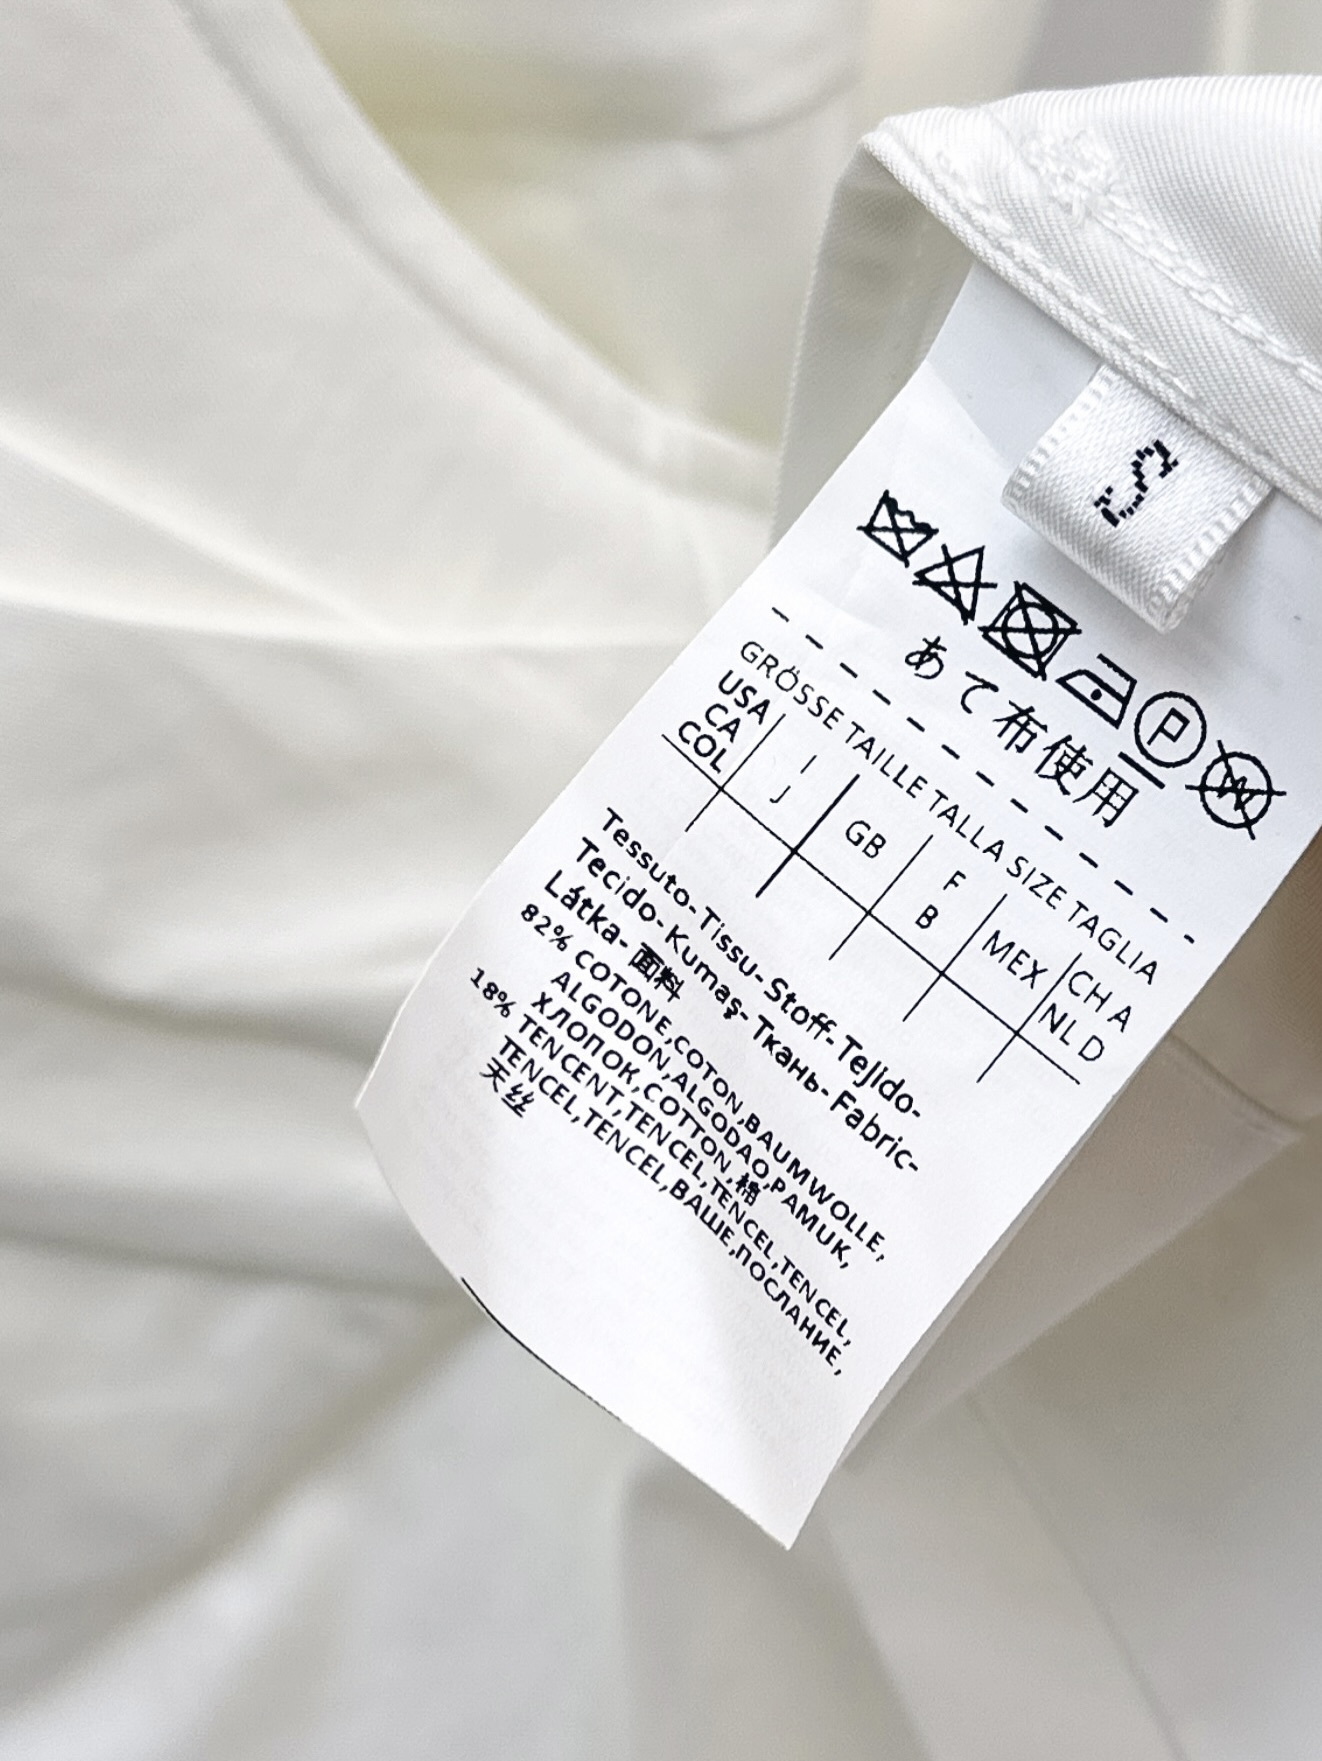 S
P
W
あて布使用
GRÖSSE TAILLE TALLA SIZE TAGLIA
USA CA COL
I J
GB
F B
MEX
CH A NL D
Tessuto-Tissu-Stoff-Tejido-
Tecido-Kumaş-Ткань-Fabric-
Látka-面料
82% COTONE,COTON,BAUMWOLLE,
ALGODON,ALGODAO,PAMUK,
ХЛОПОК,COTTON,棉
18% TENCENT,TENCEL,TENCEL,TENCEL,
TENCEL,TENCEL,ВАШЕ,ПОСЛАНИЕ,
天丝